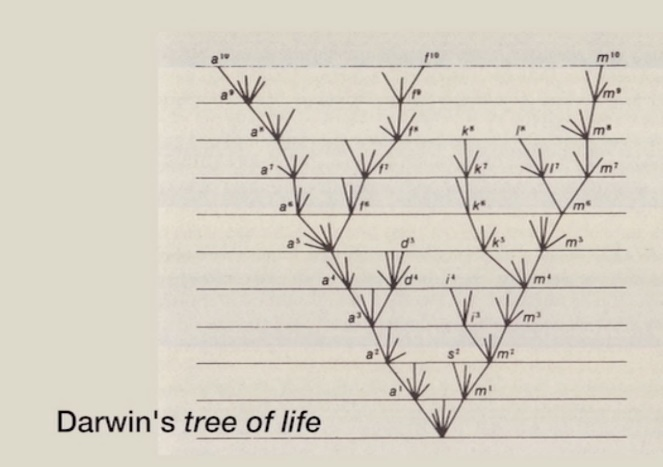 a¹⁰ f¹⁰ m¹⁰
a⁹ f⁹ m⁹
a⁸ f⁸ k⁸ l⁸ m⁸
a⁷ f⁷ k⁷ l⁷ m⁷
a⁶ f⁶ k⁶ m⁶
a⁵ d⁵ k⁵ m⁵
a⁴ d⁴ i⁴ m⁴
a³ i³ m³
a² s² m²
a¹ m¹
Darwin's tree of life